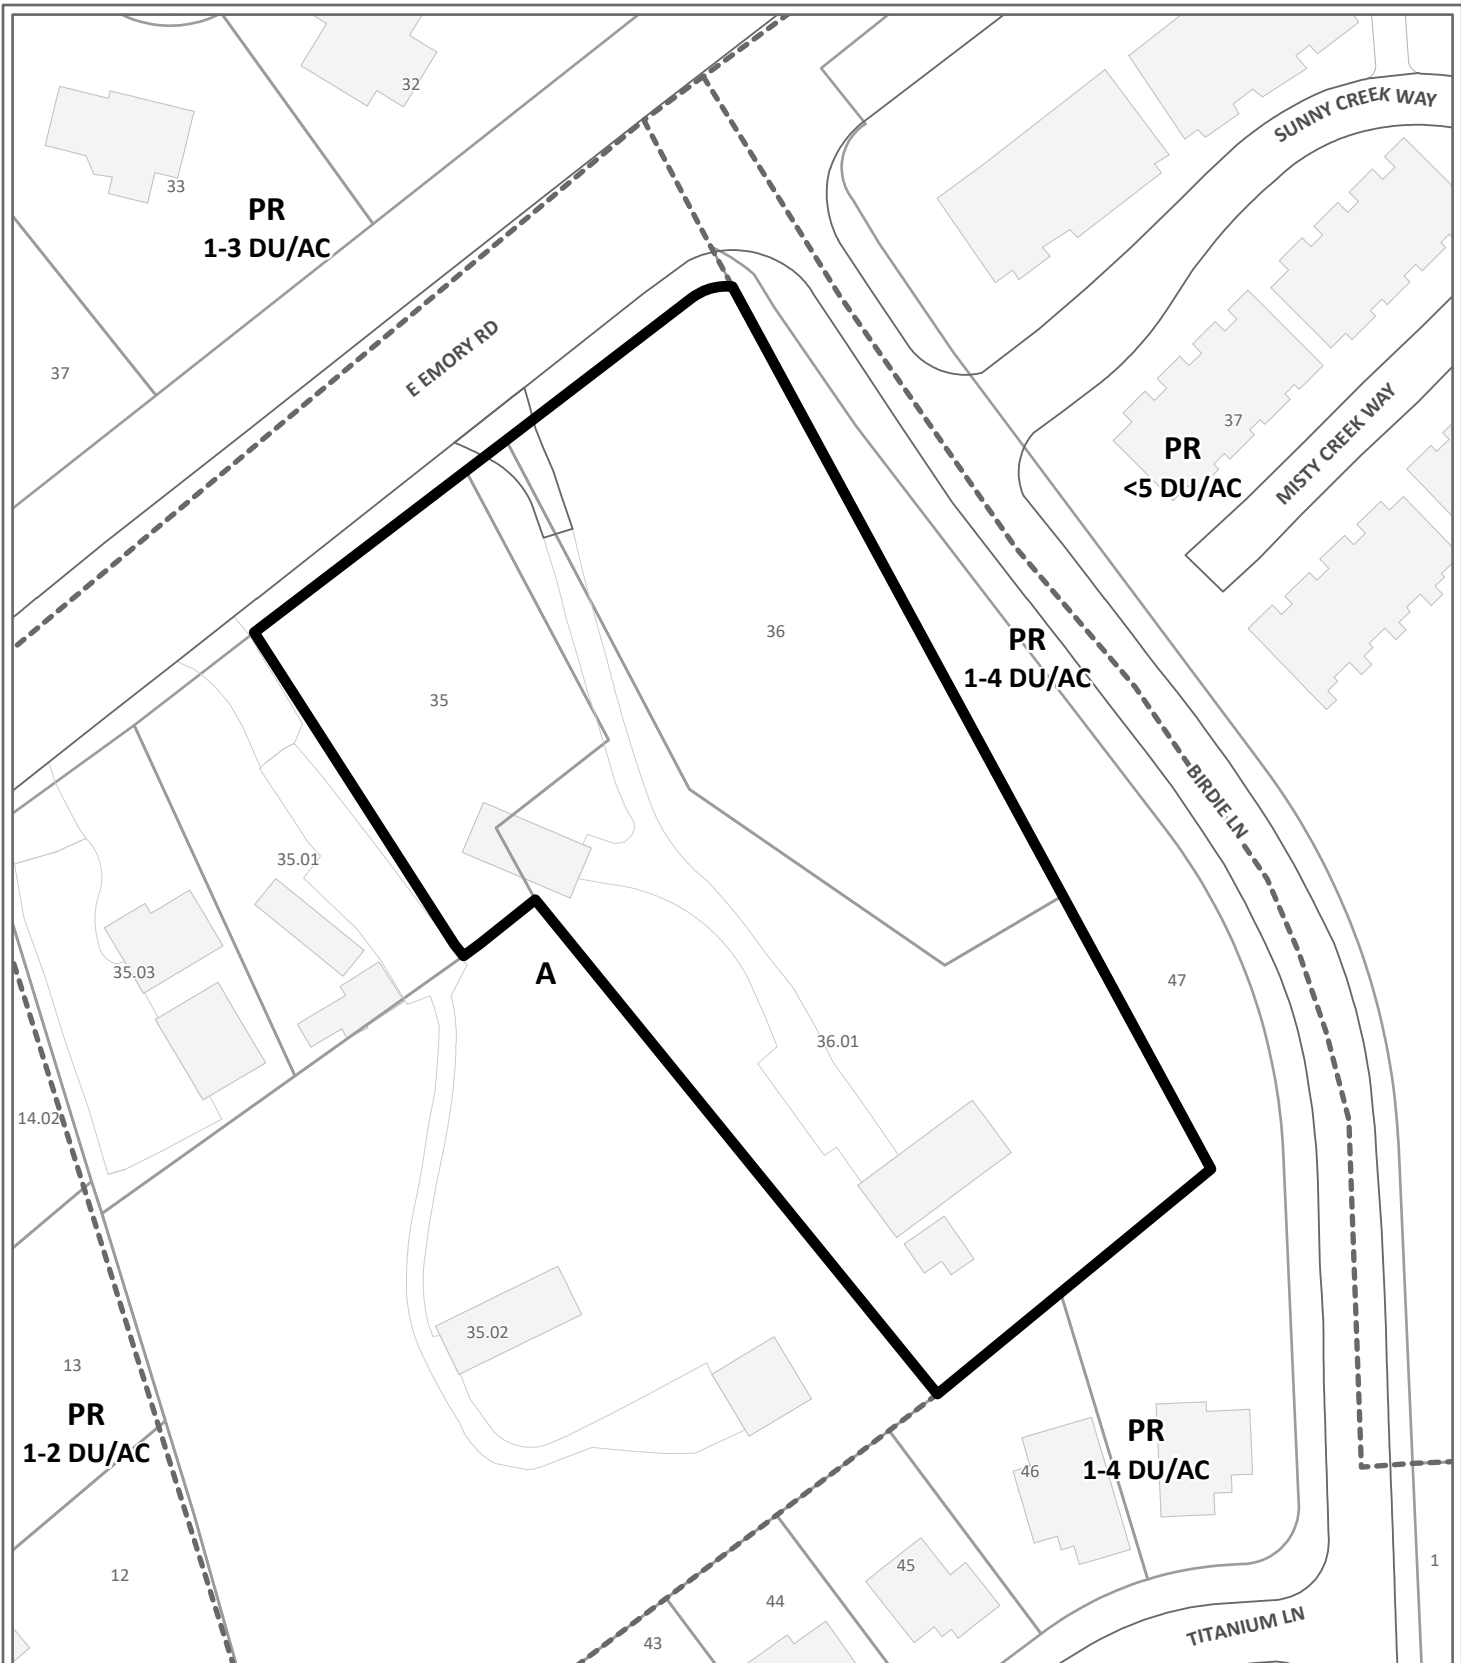 32
SUNNY CREEK WAY
33
PR
1-3 DU/AC
E EMORY RD
37
37
MISTY CREEK WAY
PR
<5 DU/AC
36
PR
1-4 DU/AC
35
BIRDIE LN
35.01
35.03
A
47
36.01
14.02
35.02
13
PR
1-2 DU/AC
PR
1-4 DU/AC
46
45
1
12
44
43
TITANIUM LN